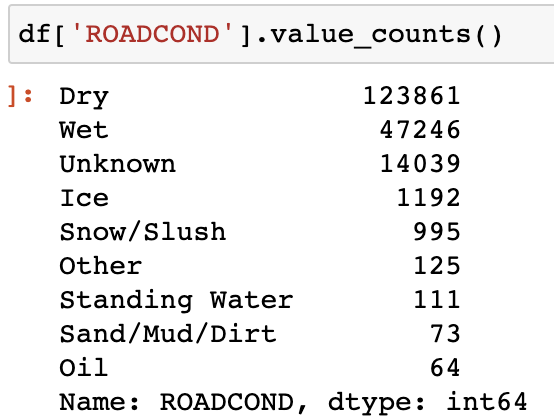 df['ROADCOND'].value_counts()
]: Dry 123861
Wet 47246
Unknown 14039
Ice 1192
Snow/Slush 995
Other 125
Standing Water 111
Sand/Mud/Dirt 73
Oil 64
Name: ROADCOND, dtype: int64